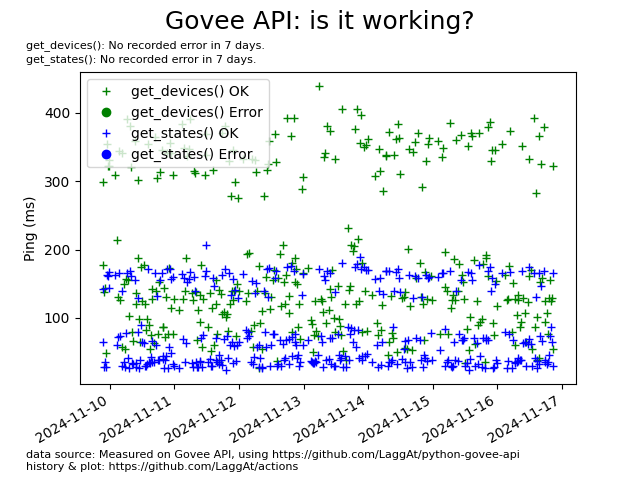 Govee API: is it working?
get_devices(): No recorded error in 7 days.
get_states(): No recorded error in 7 days.
get_devices() OK
get_devices() Error
get_states() OK
get_states() Error
400
300
200
100
Ping (ms)
2024-11-10
2024-11-11
2024-11-12
2024-11-13
2024-11-14
2024-11-15
2024-11-16
2024-11-17
data source: Measured on Govee API, using https://github.com/LaggAt/python-govee-api
history & plot: https://github.com/LaggAt/actions